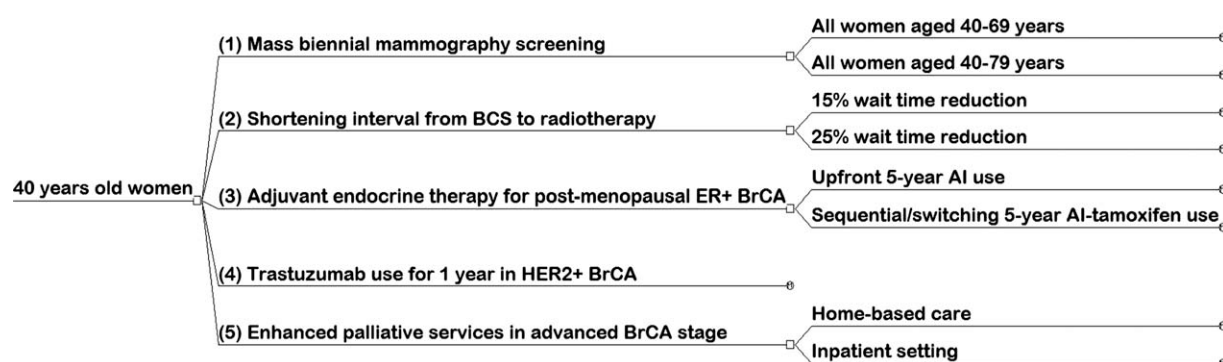 All women aged 40-69 years
(1) Mass biennial mammography screening
All women aged 40-79 years
15% wait time reduction
(2) Shortening interval from BCS to radiotherapy
25% wait time reduction
40 years old women
Upfront 5-year AI use
(3) Adjuvant endocrine therapy for post-menopausal ER+ BrCA
Sequential/switching 5-year AI-tamoxifen use
(4) Trastuzumab use for 1 year in HER2+ BrCA
Home-based care
(5) Enhanced palliative services in advanced BrCA stage
Inpatient setting